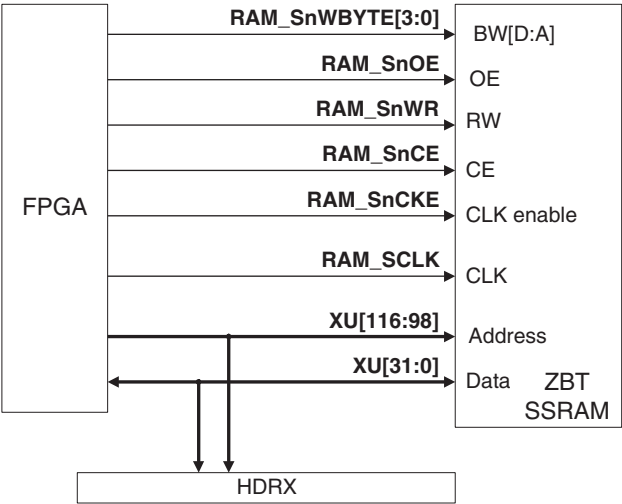 RAM_SnWBYTE[3:0]
BW[D:A]
RAM_SnOE
OE
RAM_SnWR
RW
RAM_SnCE
CE
FPGA
RAM_SnCKE
CLK enable
RAM_SCLK
CLK
XU[116:98]
Address
XU[31:0]
Data
ZBT
SSRAM
HDRX